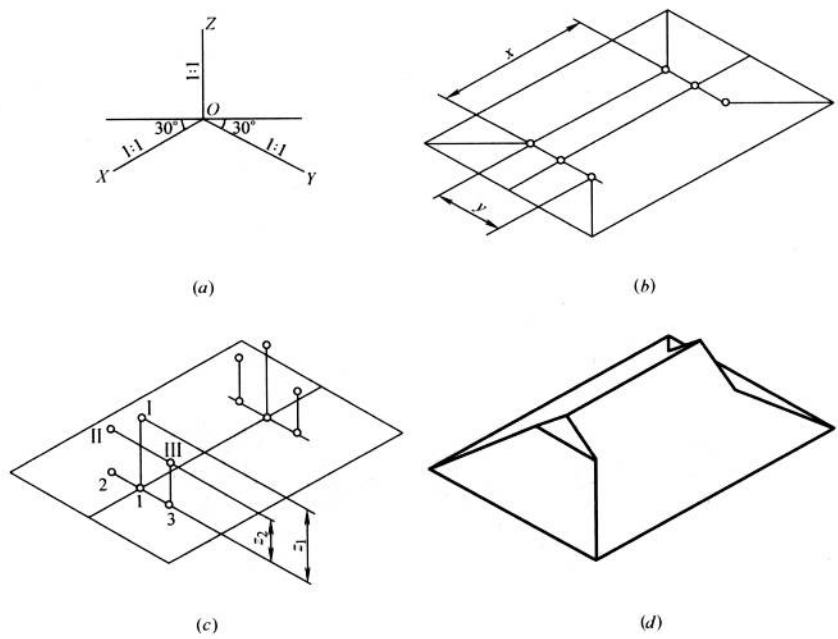 Z
1:1
O
30° 30°
1:1 1:1
X Y
(a)
x
y
(b)
I
II
III
2
1
3
z₂
z₁
(c)
(d)